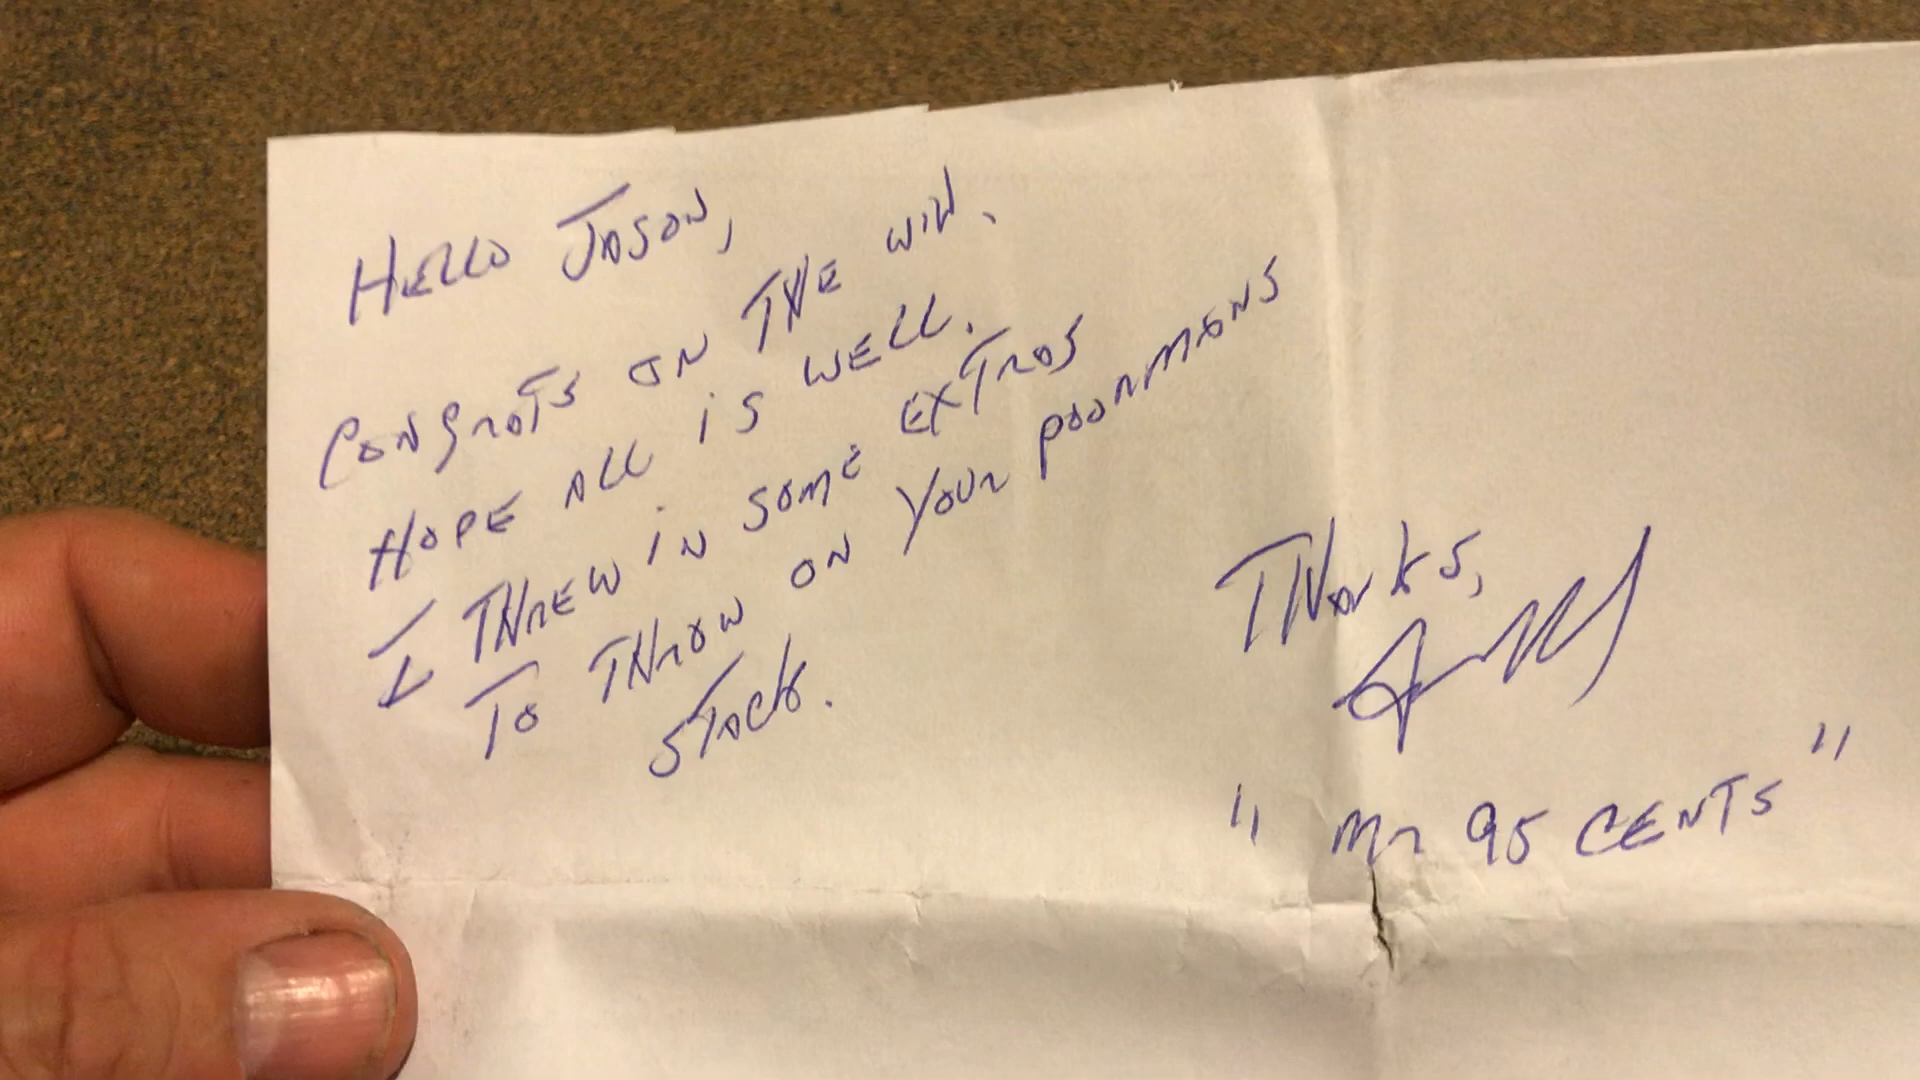 Hello Jason,
Congrats on the win.
Hope all is well.
I threw in some extras
to throw on your poormans
stack.
Thanks,
"Mr 95 cents"